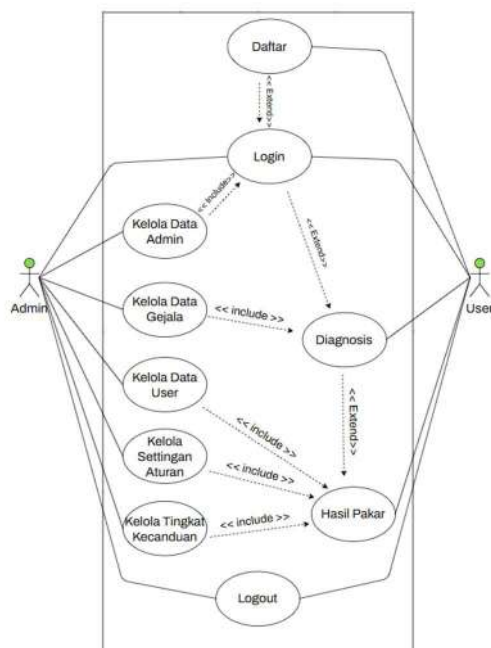 Daftar
<< Extend>>
Login
<< Include>>
Kelola Data
Admin
<< Extend>>
Admin
User
Kelola Data
Gejala
<< include >>
Diagnosis
Kelola Data
User
<< include >>
<< Extend>>
Kelola
Settingan
Aturan
<< include >>
Kelola Tingkat
Kecanduan
<< include >>
Hasil Pakar
Logout